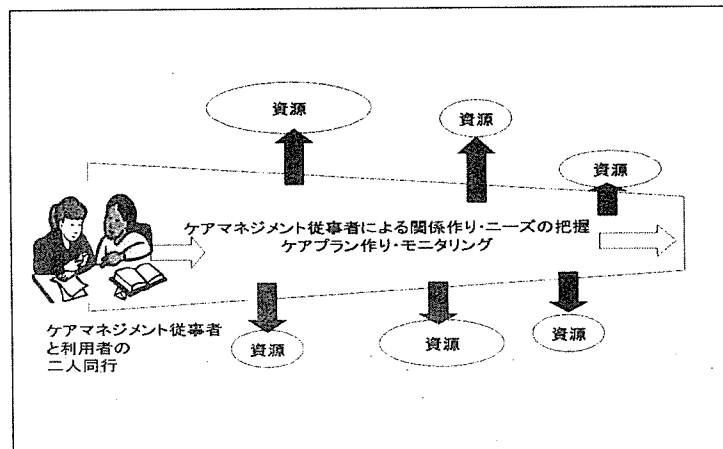 資源
資源
資源
ケアマネジメント従事者による関係作り・ニーズの把握
ケアプラン作り・モニタリング
ケアマネジメント従事者
と利用者の
二人同行
資源
資源
資源